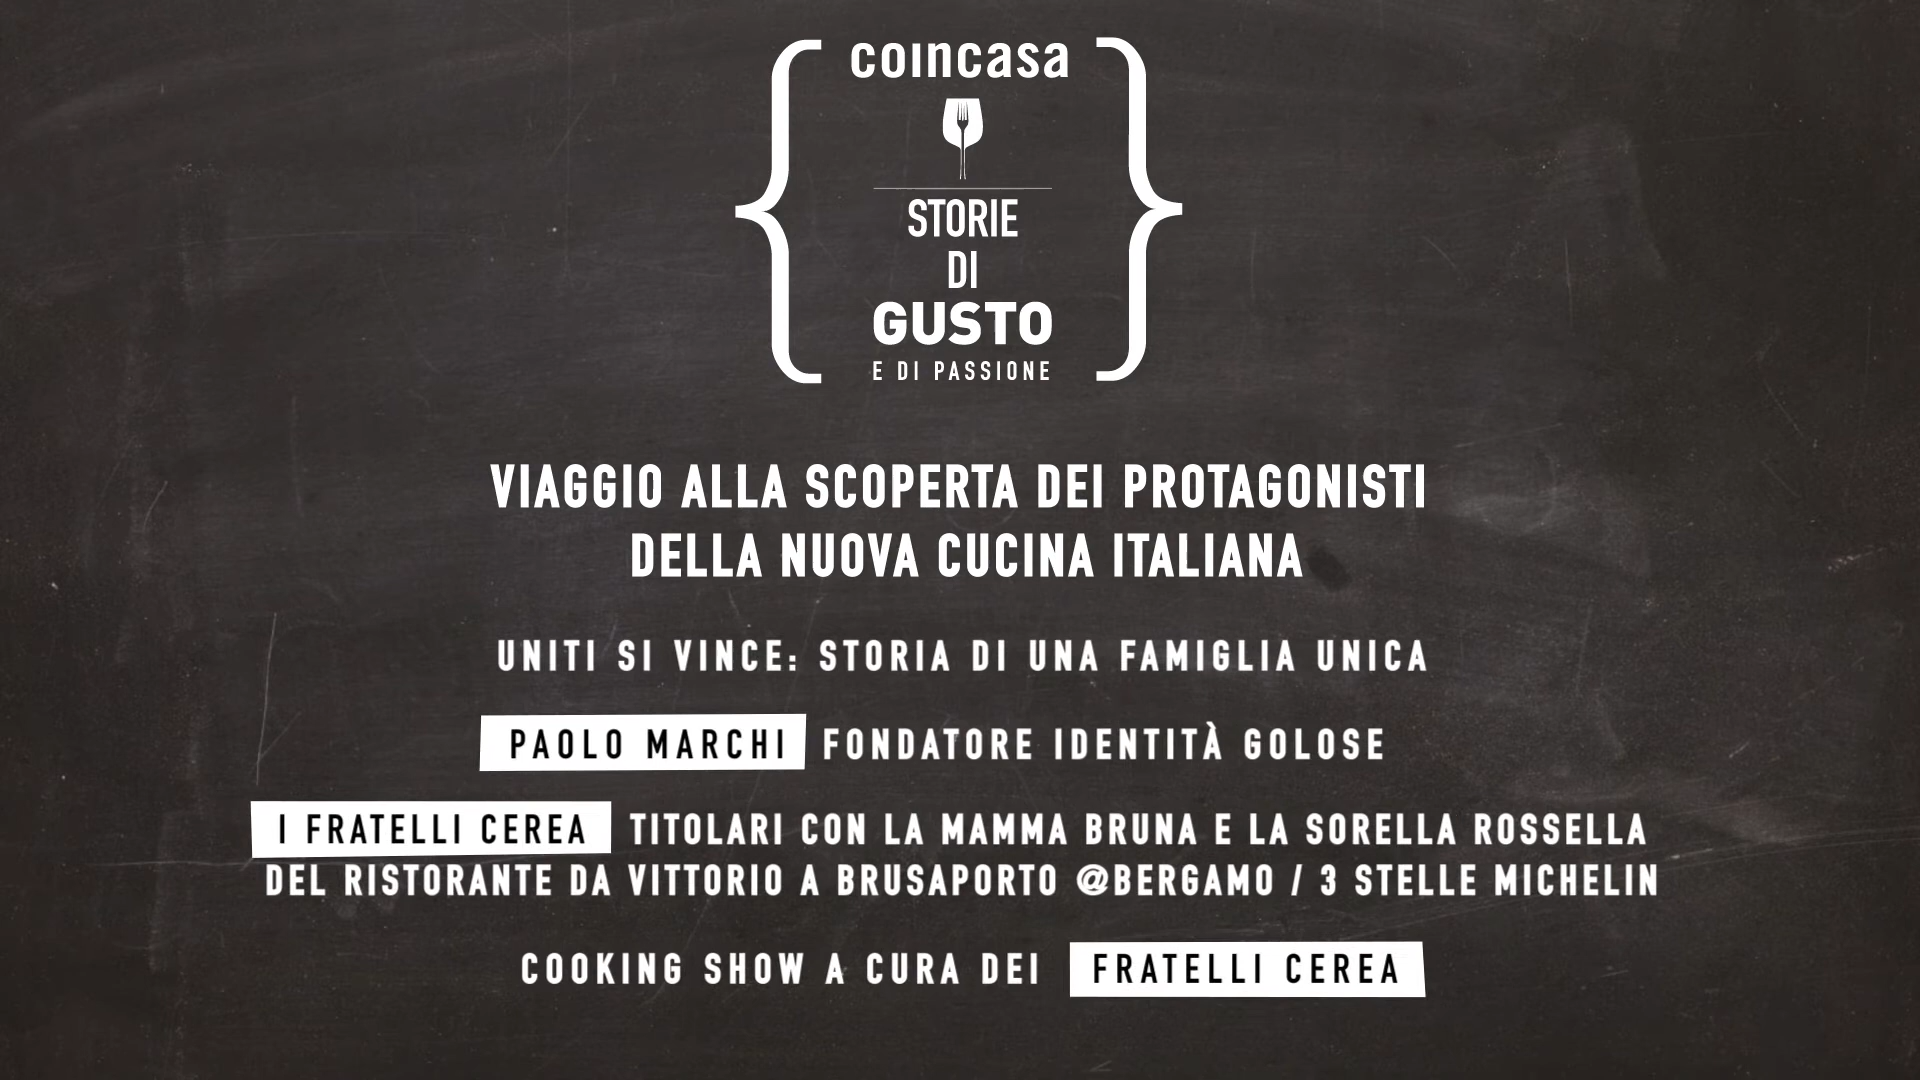 coincasa
STORIE
DI
GUSTO
E DI PASSIONE
VIAGGIO ALLA SCOPERTA DEI PROTAGONISTI
DELLA NUOVA CUCINA ITALIANA
UNITI SI VINCE: STORIA DI UNA FAMIGLIA UNICA
PAOLO MARCHI FONDATORE IDENTITÀ GOLOSE
I FRATELLI CEREA TITOLARI CON LA MAMMA BRUNA E LA SORELLA ROSSELLA
DEL RISTORANTE DA VITTORIO A BRUSAPORTO @BERGAMO / 3 STELLE MICHELIN
COOKING SHOW A CURA DEI FRATELLI CEREA